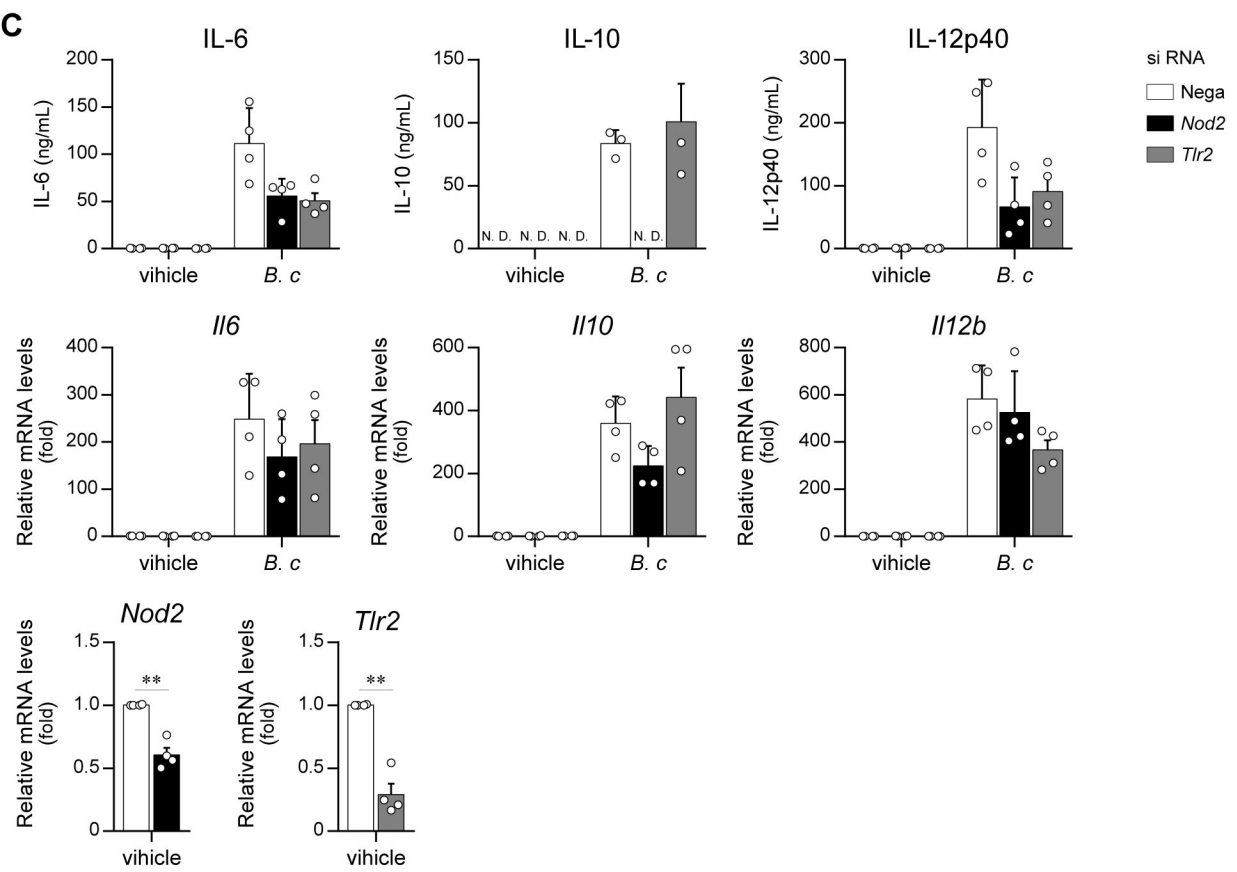 C
IL-6
IL-6 (ng/mL)
200
150
100
50
0
vihicle
B. c
IL-10
IL-10 (ng/mL)
150
100
50
0
N. D. N. D. N. D. N. D.
vihicle
B. c
IL-12p40
IL-12p40 (ng/mL)
300
200
100
0
vihicle
B. c
si RNA
Nega
Nod2
Tlr2
Il6
Relative mRNA levels
(fold)
400
300
200
100
0
vihicle
B. c
Il10
Relative mRNA levels
(fold)
600
400
200
0
vihicle
B. c
Il12b
Relative mRNA levels
(fold)
800
600
400
200
0
vihicle
B. c
Nod2
Relative mRNA levels
(fold)
1.5
1.0
0.5
0
**
vihicle
Tlr2
Relative mRNA levels
(fold)
1.5
1.0
0.5
0
**
vihicle